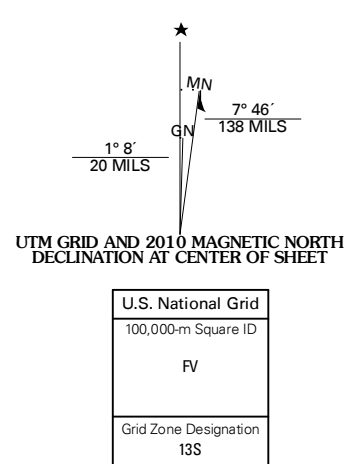 ★
MN
7° 46´
138 MILS
GN
1° 8´
20 MILS
UTM GRID AND 2010 MAGNETIC NORTH
DECLINATION AT CENTER OF SHEET
U.S. National Grid
100,000-m Square ID
FV
Grid Zone Designation
13S